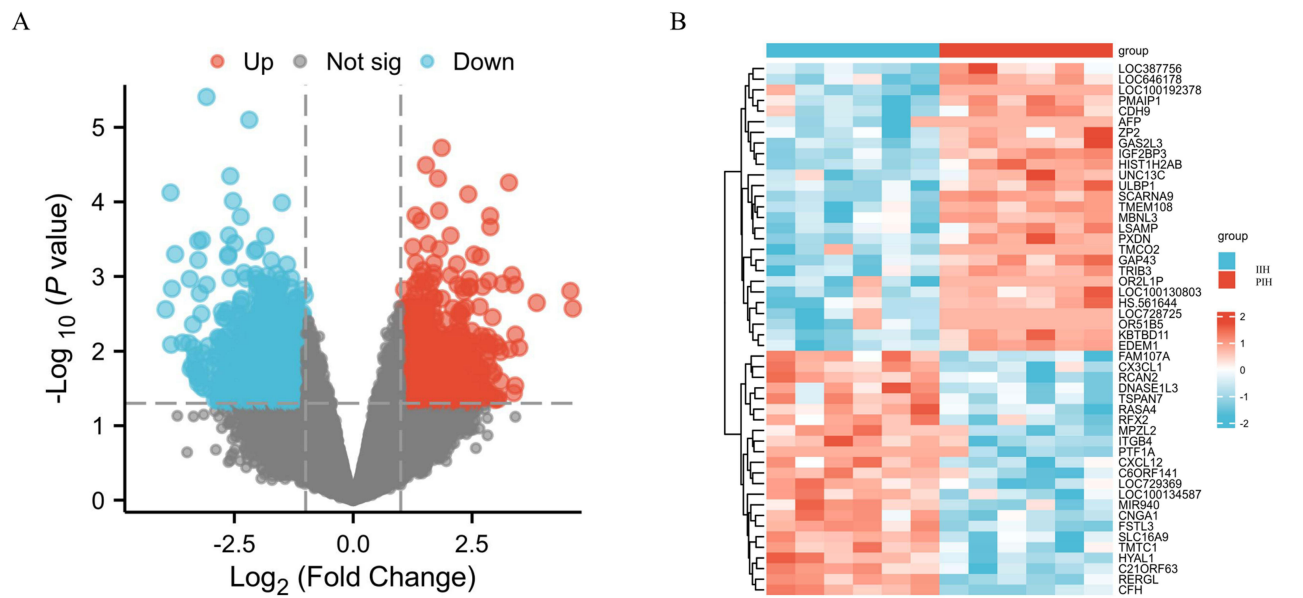 A
B
Up
Not sig
Down
-Log 10 (P value)
5
4
3
2
1
0
-2.5
0.0
2.5
Log2 (Fold Change)
group
LOC387756
LOC646178
LOC100192378
PMAIP1
CDH9
AFP
ZP2
GAS2L3
IGF2BP3
HIST1H2AB
UNC13C
ULBP1
SCARNA9
TMEM108
MBNL3
LSAMP
PXDN
TMCO2
GAP43
TRIB3
OR2L1P
LOC100130803
HS.561644
LOC728725
OR51B5
KBTBD11
EDEM1
FAM107A
CX3CL1
RCAN2
DNASE1L3
TSPAN7
RASA4
RFX2
MPZL2
ITGB4
PTF1A
CXCL12
C6ORF141
LOC729369
LOC100134587
MIR940
CNGA1
FSTL3
SLC16A9
TMTC1
HYAL1
C21ORF63
RERGL
CFH
group
IIH
PIH
2
1
0
-1
-2